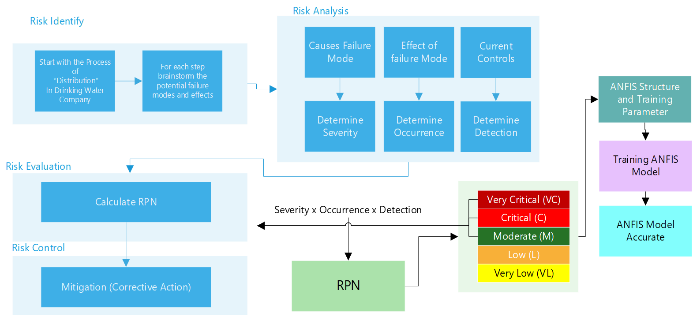 Risk Identify
Start with the Process
of
"Distribution"
In Drinking Water
Company
For each step
brainstorm the
potential failure
modes and effects
Risk Analysis
Causes Failure
Mode
Effect of
failure Mode
Current
Controls
Determine
Severity
Determine
Occurrence
Determine
Detection
Risk Evaluation
Calculate RPN
Risk Control
Mitigation (Corrective Action)
Severity x Occurrence x Detection
RPN
Very Critical (VC)
Critical (C)
Moderate (M)
Low (L)
Very Low (VL)
ANFIS Structure
and Training
Parameter
Training ANFIS
Model
ANFIS Model
Accurate